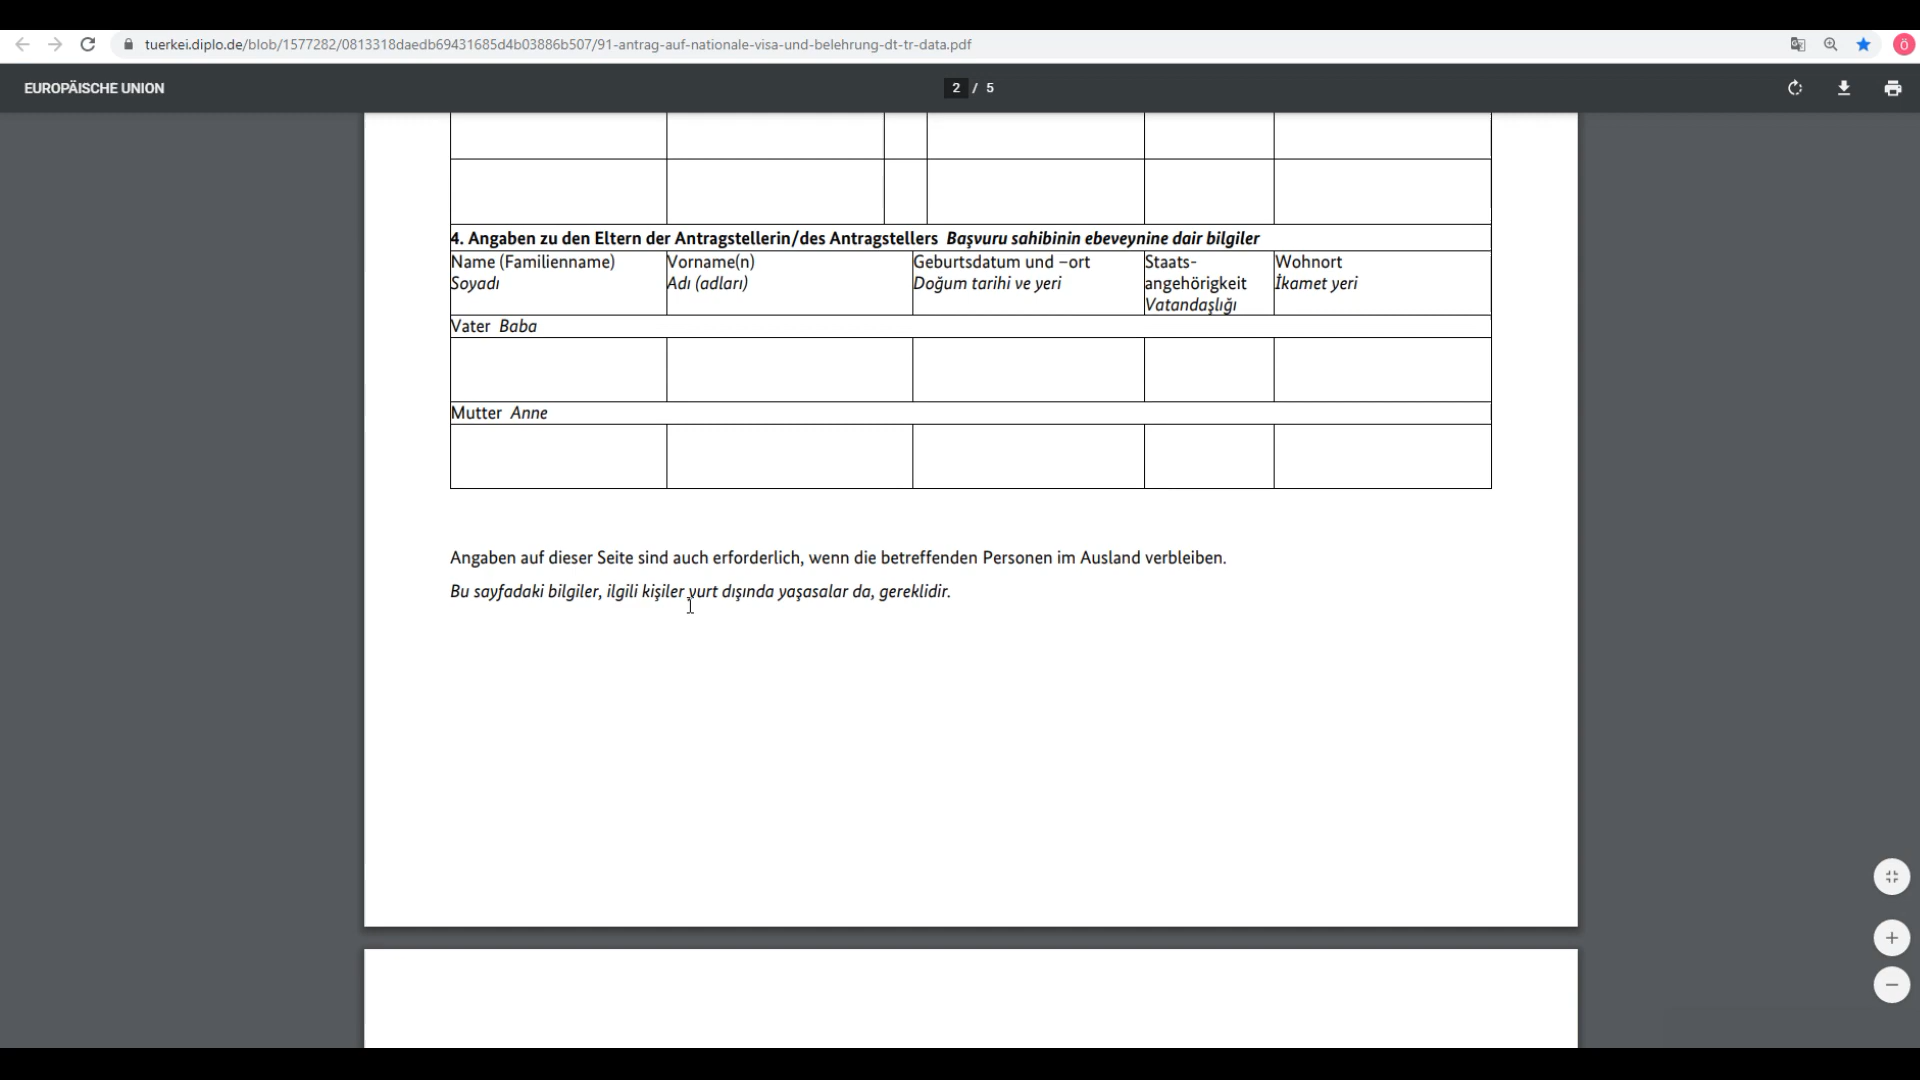 tuerkei.diplo.de/blob/1577282/0813318daedb69431685d4b03886b507/91-antrag-auf-nationale-visa-und-belehrung-dt-tr-data.pdf
Ö
EUROPÄISCHE UNION
2 / 5
4. Angaben zu den Eltern der Antragstellerin/des Antragstellers Başvuru sahibinin ebeveynine dair bilgiler
Name (Familienname)
Soyadı
Vorname(n)
Adı (adları)
Geburtsdatum und –ort
Doğum tarihi ve yeri
Staats-
angehörigkeit
Vatandaşlığı
Wohnort
İkamet yeri
Vater Baba
Mutter Anne
Angaben auf dieser Seite sind auch erforderlich, wenn die betreffenden Personen im Ausland verbleiben.
Bu sayfadaki bilgiler, ilgili kişiler yurt dışında yaşasalar da, gereklidir.